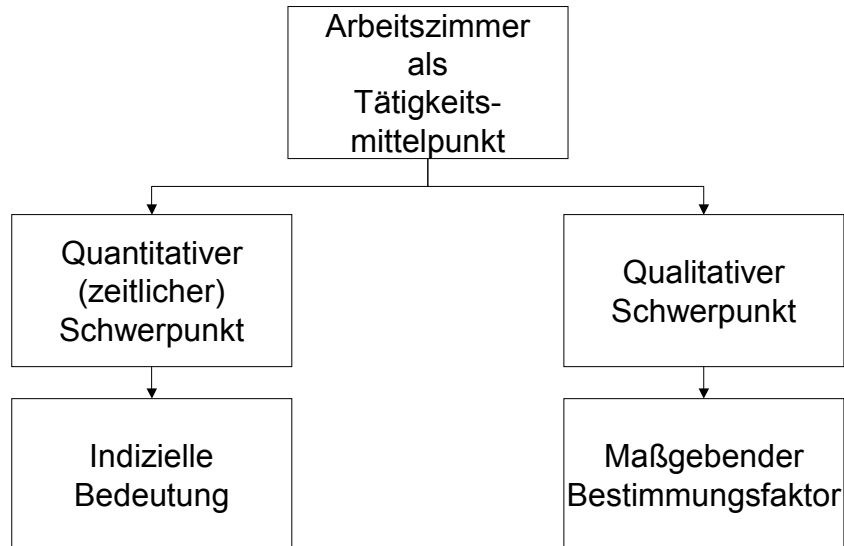 Arbeitszimmer
als
Tätigkeits-
mittelpunkt
Quantitativer
(zeitlicher)
Schwerpunkt
Qualitativer
Schwerpunkt
Indizielle
Bedeutung
Maßgebender
Bestimmungsfaktor